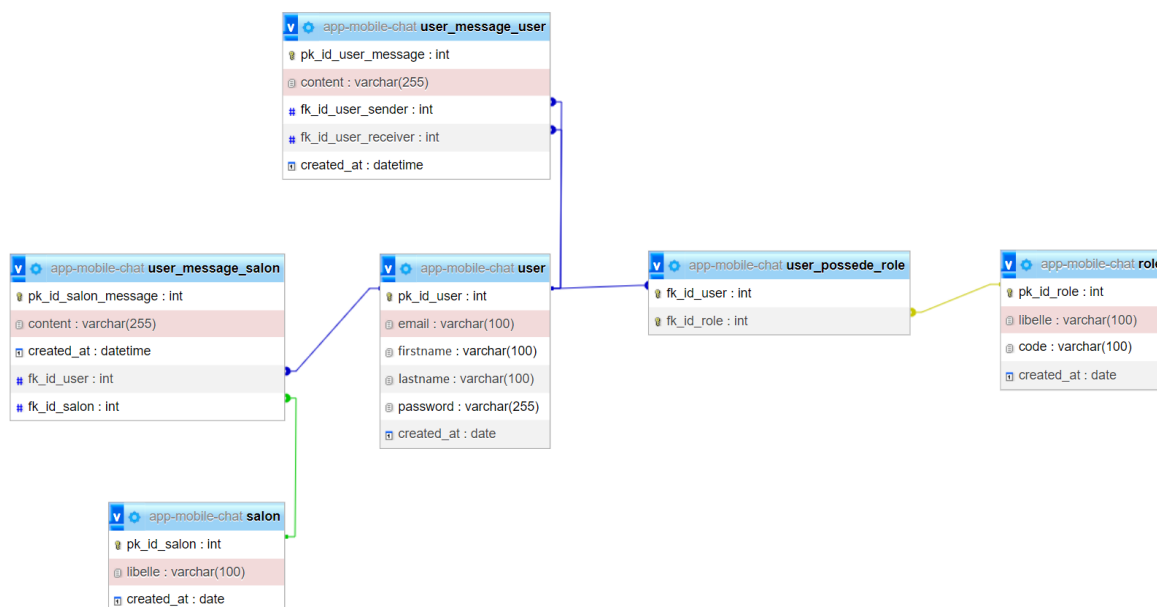 app-mobile-chat user_message_user
pk_id_user_message : int
content : varchar(255)
fk_id_user_sender : int
fk_id_user_receiver : int
created_at : datetime
app-mobile-chat user_message_salon
pk_id_salon_message : int
content : varchar(255)
created_at : datetime
fk_id_user : int
fk_id_salon : int
app-mobile-chat user
pk_id_user : int
email : varchar(100)
firstname : varchar(100)
lastname : varchar(100)
password : varchar(255)
created_at : date
app-mobile-chat user_possede_role
fk_id_user : int
fk_id_role : int
app-mobile-chat role
pk_id_role : int
libelle : varchar(100)
code : varchar(100)
created_at : date
app-mobile-chat salon
pk_id_salon : int
libelle : varchar(100)
created_at : date